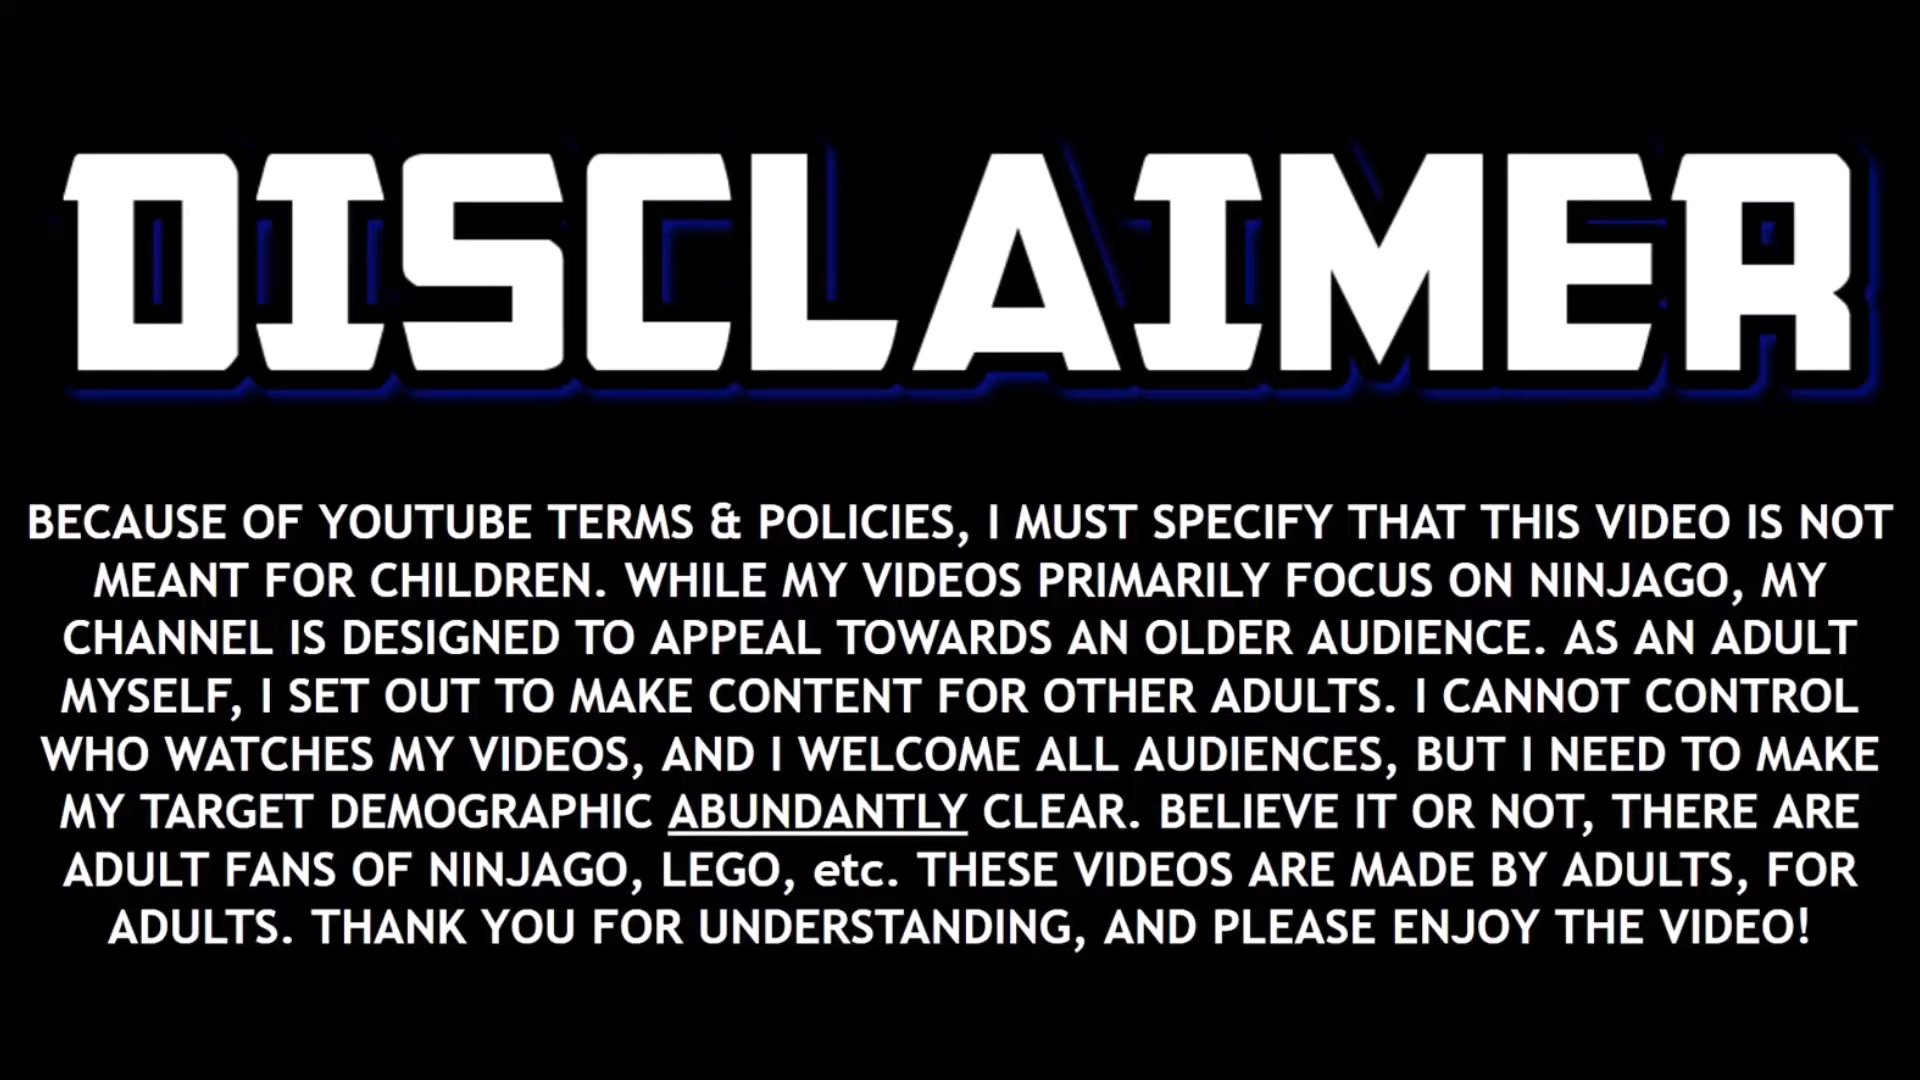 DISCLAIMER
BECAUSE OF YOUTUBE TERMS & POLICIES, I MUST SPECIFY THAT THIS VIDEO IS NOT
MEANT FOR CHILDREN. WHILE MY VIDEOS PRIMARILY FOCUS ON NINJAGO, MY
CHANNEL IS DESIGNED TO APPEAL TOWARDS AN OLDER AUDIENCE. AS AN ADULT
MYSELF, I SET OUT TO MAKE CONTENT FOR OTHER ADULTS. I CANNOT CONTROL
WHO WATCHES MY VIDEOS, AND I WELCOME ALL AUDIENCES, BUT I NEED TO MAKE
MY TARGET DEMOGRAPHIC ABUNDANTLY CLEAR. BELIEVE IT OR NOT, THERE ARE
ADULT FANS OF NINJAGO, LEGO, etc. THESE VIDEOS ARE MADE BY ADULTS, FOR
ADULTS. THANK YOU FOR UNDERSTANDING, AND PLEASE ENJOY THE VIDEO!